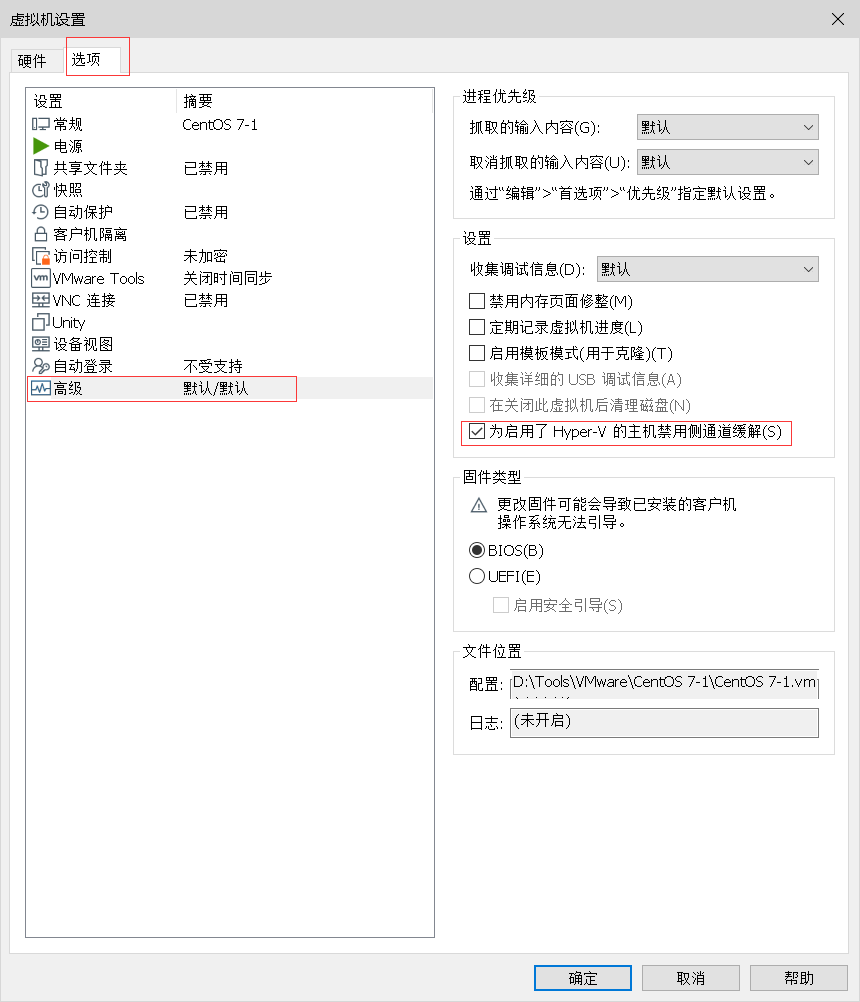 虚拟机设置
硬件 选项
设置 摘要
常规 CentOS 7-1
电源
共享文件夹 已禁用
快照
自动保护 已禁用
客户机隔离
访问控制 未加密
vm VMware Tools 关闭时间同步
VNC 连接 已禁用
Unity
设备视图
自动登录 不受支持
高级 默认/默认
进程优先级
抓取的输入内容(G): 默认
取消抓取的输入内容(U): 默认
通过“编辑”>“首选项”>“优先级”指定默认设置。
设置
收集调试信息(D): 默认
禁用内存页面修整(M)
定期记录虚拟机进度(L)
启用模板模式(用于克隆)(T)
收集详细的 USB 调试信息(A)
在关闭此虚拟机后清理磁盘(N)
为启用了 Hyper-V 的主机禁用侧通道缓解(S)
固件类型
更改固件可能会导致已安装的客户机
操作系统无法引导。
BIOS(B)
UEFI(E)
启用安全引导(S)
文件位置
配置: D:\Tools\VMware\CentOS 7-1\CentOS 7-1.vm
日志: (未开启)
确定 取消 帮助